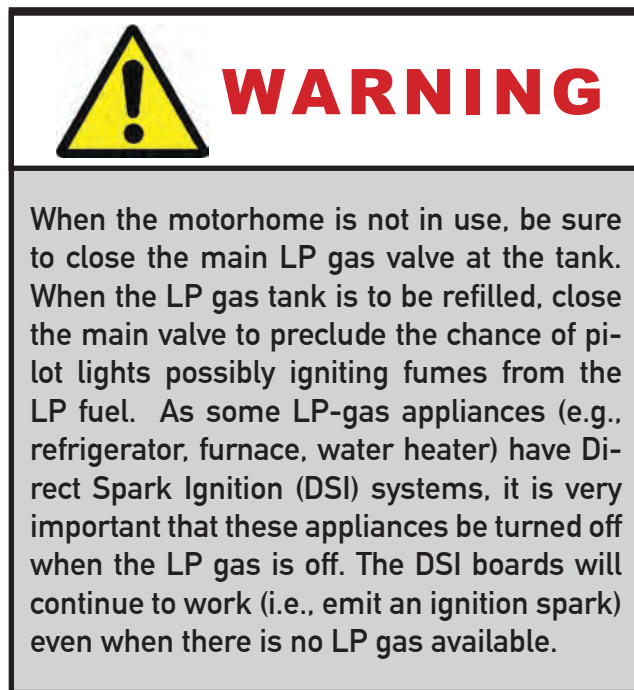 WARNING
When the motorhome is not in use, be sure
to close the main LP gas valve at the tank.
When the LP gas tank is to be refilled, close
the main valve to preclude the chance of pi-
lot lights possibly igniting fumes from the
LP fuel.  As some LP-gas appliances (e.g.,
refrigerator, furnace, water heater) have Di-
rect Spark Ignition (DSI) systems, it is very
important that these appliances be turned off
when the LP gas is off. The DSI boards will
continue to work (i.e., emit an ignition spark)
even when there is no LP gas available.